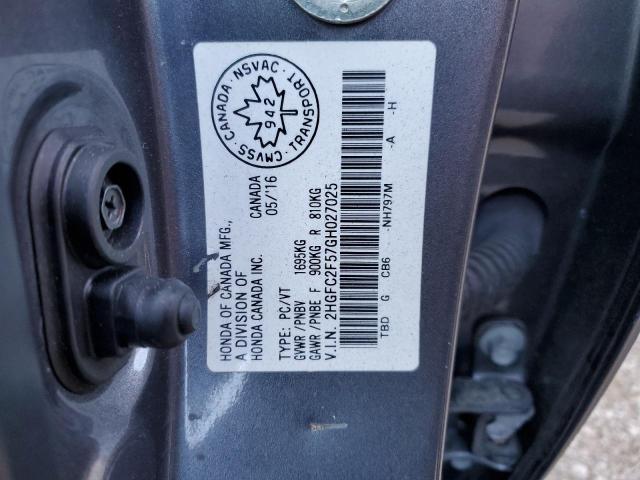 CANADA · NSVAC · TRANSPORT · CMVSS ·
942
HONDA OF CANADA MFG., CANADA
A DIVISION OF 05/'16
HONDA CANADA INC.
TYPE: PC/VT
GVWR /PNBV 1695KG
GAWR /PNBE F 900KG R 810KG
V.I.N. 2HGFC2F57GH027025
TBD G CB6 -NH797M -A -H